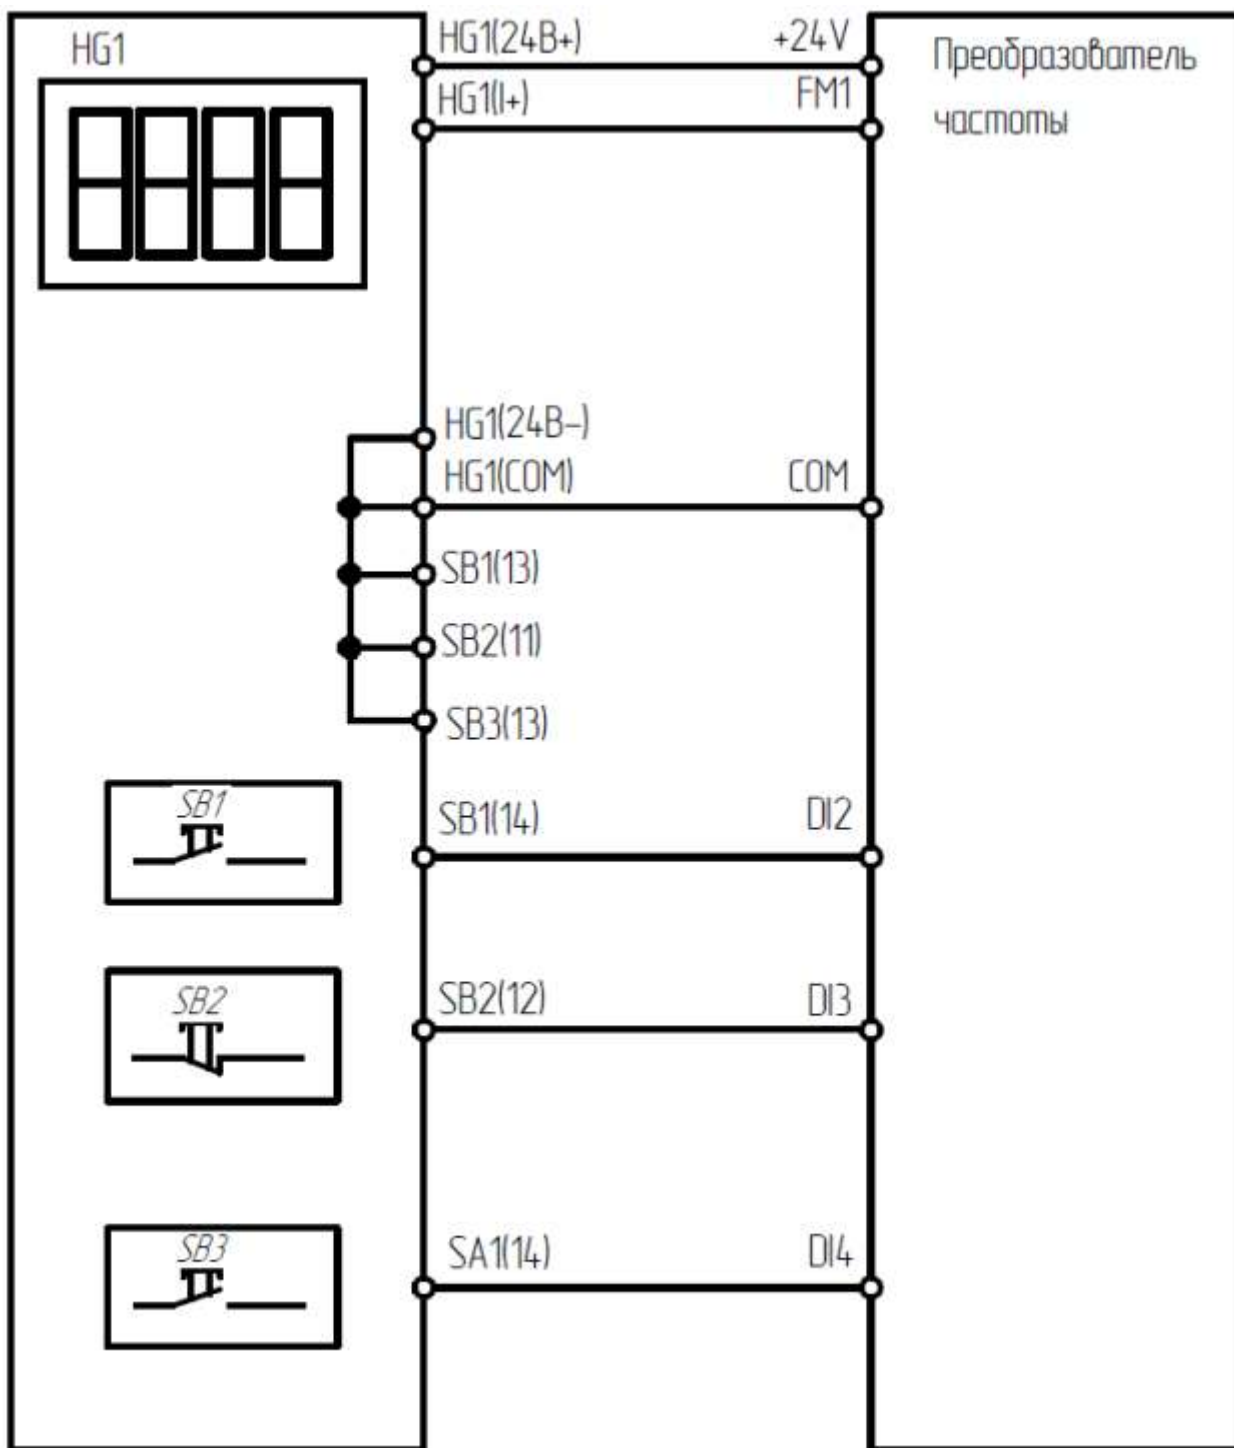 HG1
HG1(24В+)
+24V
Преобразователь
частоты
HG1(I+)
FM1
HG1(24В-)
HG1(COM)
COM
SB1(13)
SB2(11)
SB3(13)
SB1
SB1(14)
DI2
SB2
SB2(12)
DI3
SB3
SA1(14)
DI4